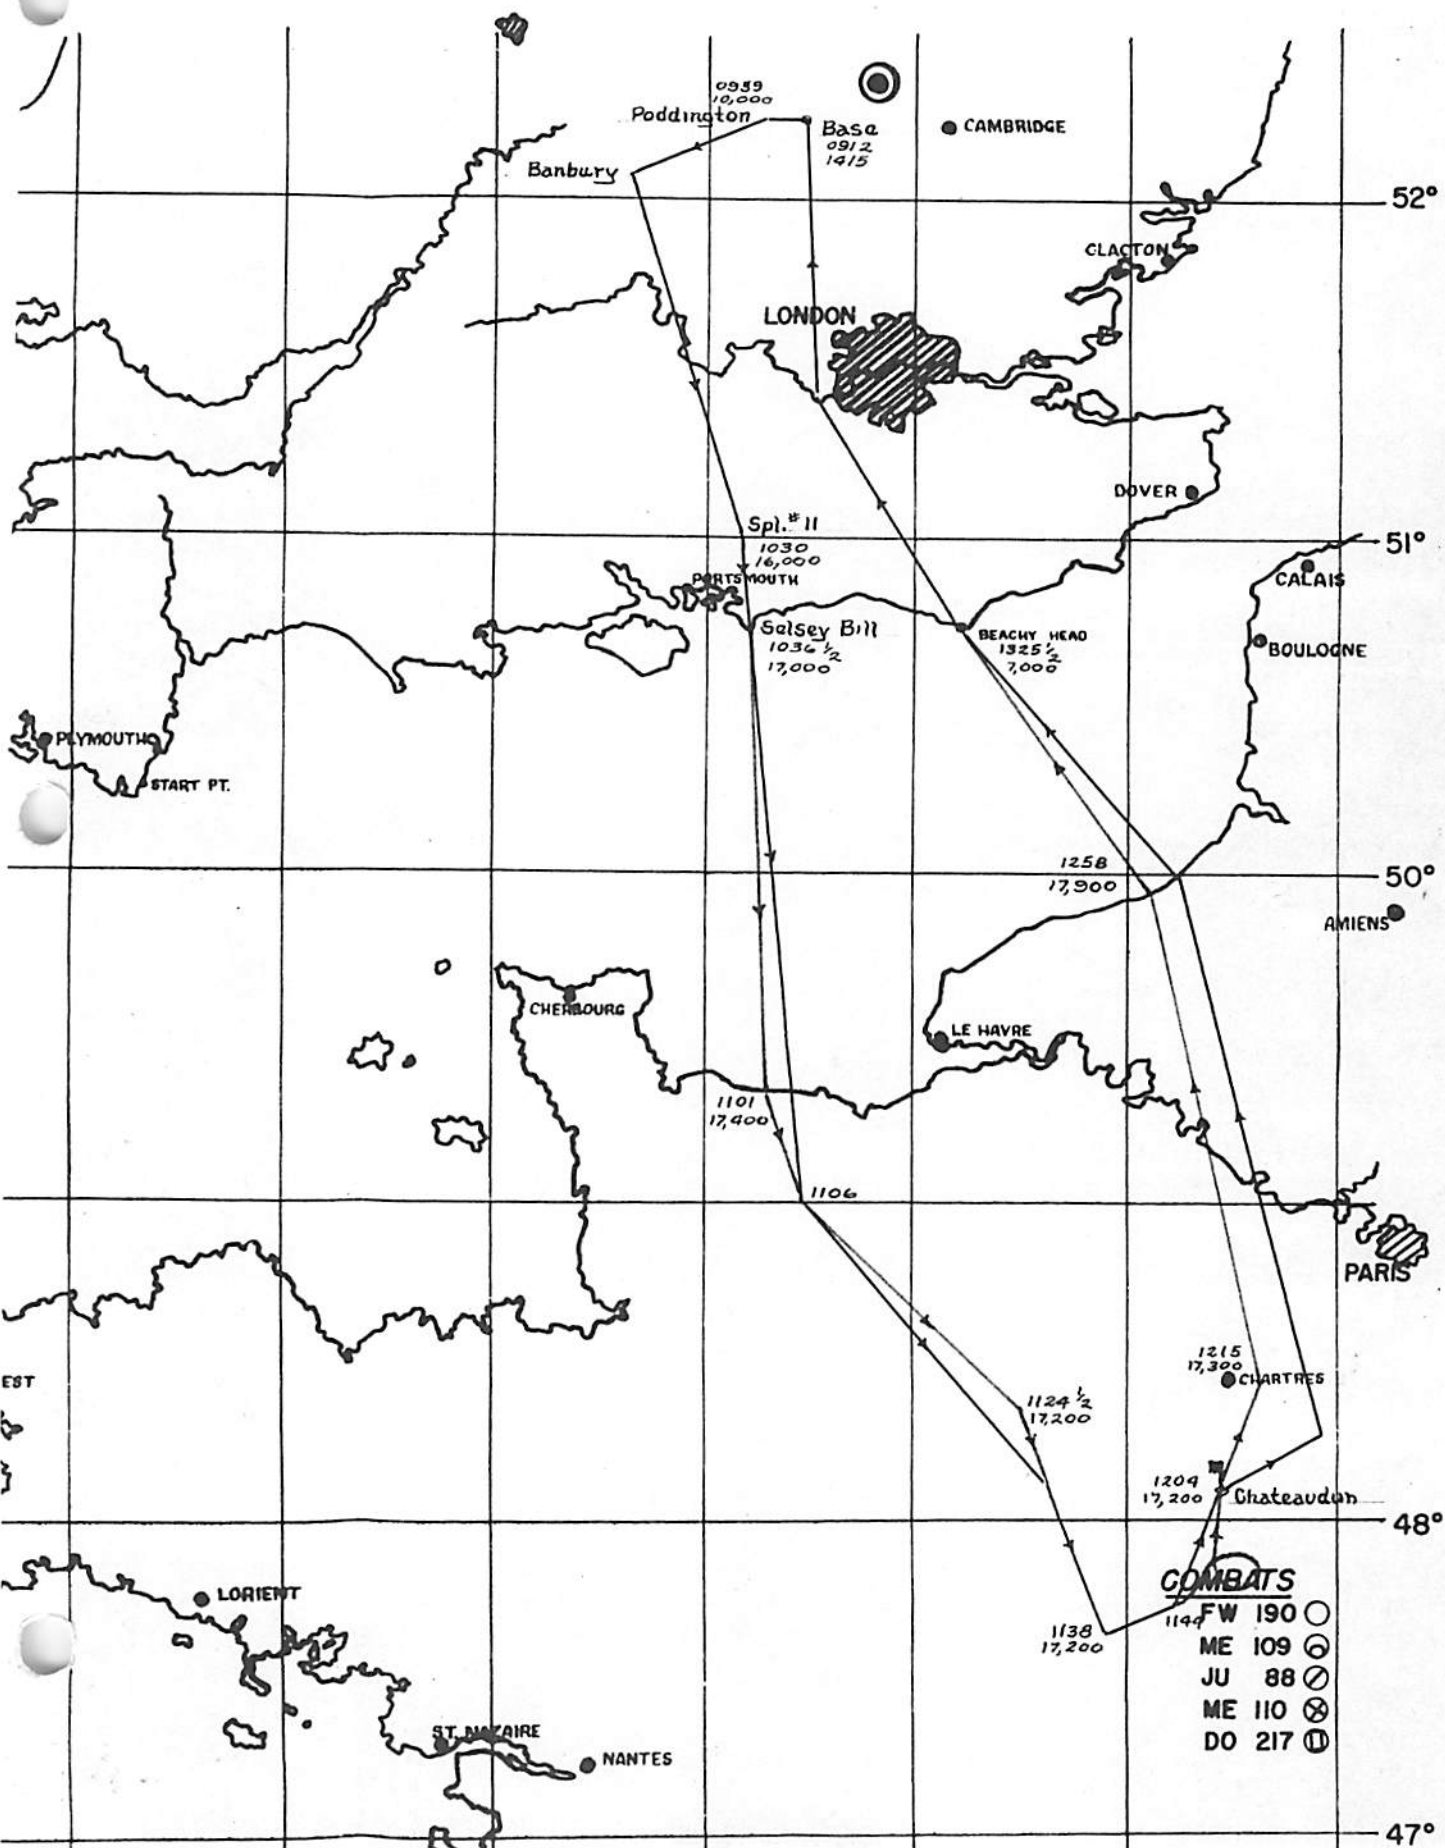 0939
10,000
Poddington
Base
0912
1415
CAMBRIDGE
Banbury
52°
CLACTON
LONDON
DOVER
Spl. #11
1030
16,000
51°
PORTSMOUTH
CALAIS
Selsey Bill
1036 1/2
17,000
BEACHY HEAD
1325 1/2
7,000
BOULOGNE
PLYMOUTH
START PT.
1258
17,900
50°
AMIENS
CHERBOURG
LE HAVRE
1101
17,400
1106
PARIS
1215
17,300
CHARTRES
EST
1124 1/2
17,200
1204
17,200
Chateaudun
48°
COMBATS
LORIENT
FW 190
1144
1138
17,200
ME 109
JU 88
ME 110
DO 217
ST. NAZAIRE
NANTES
47°